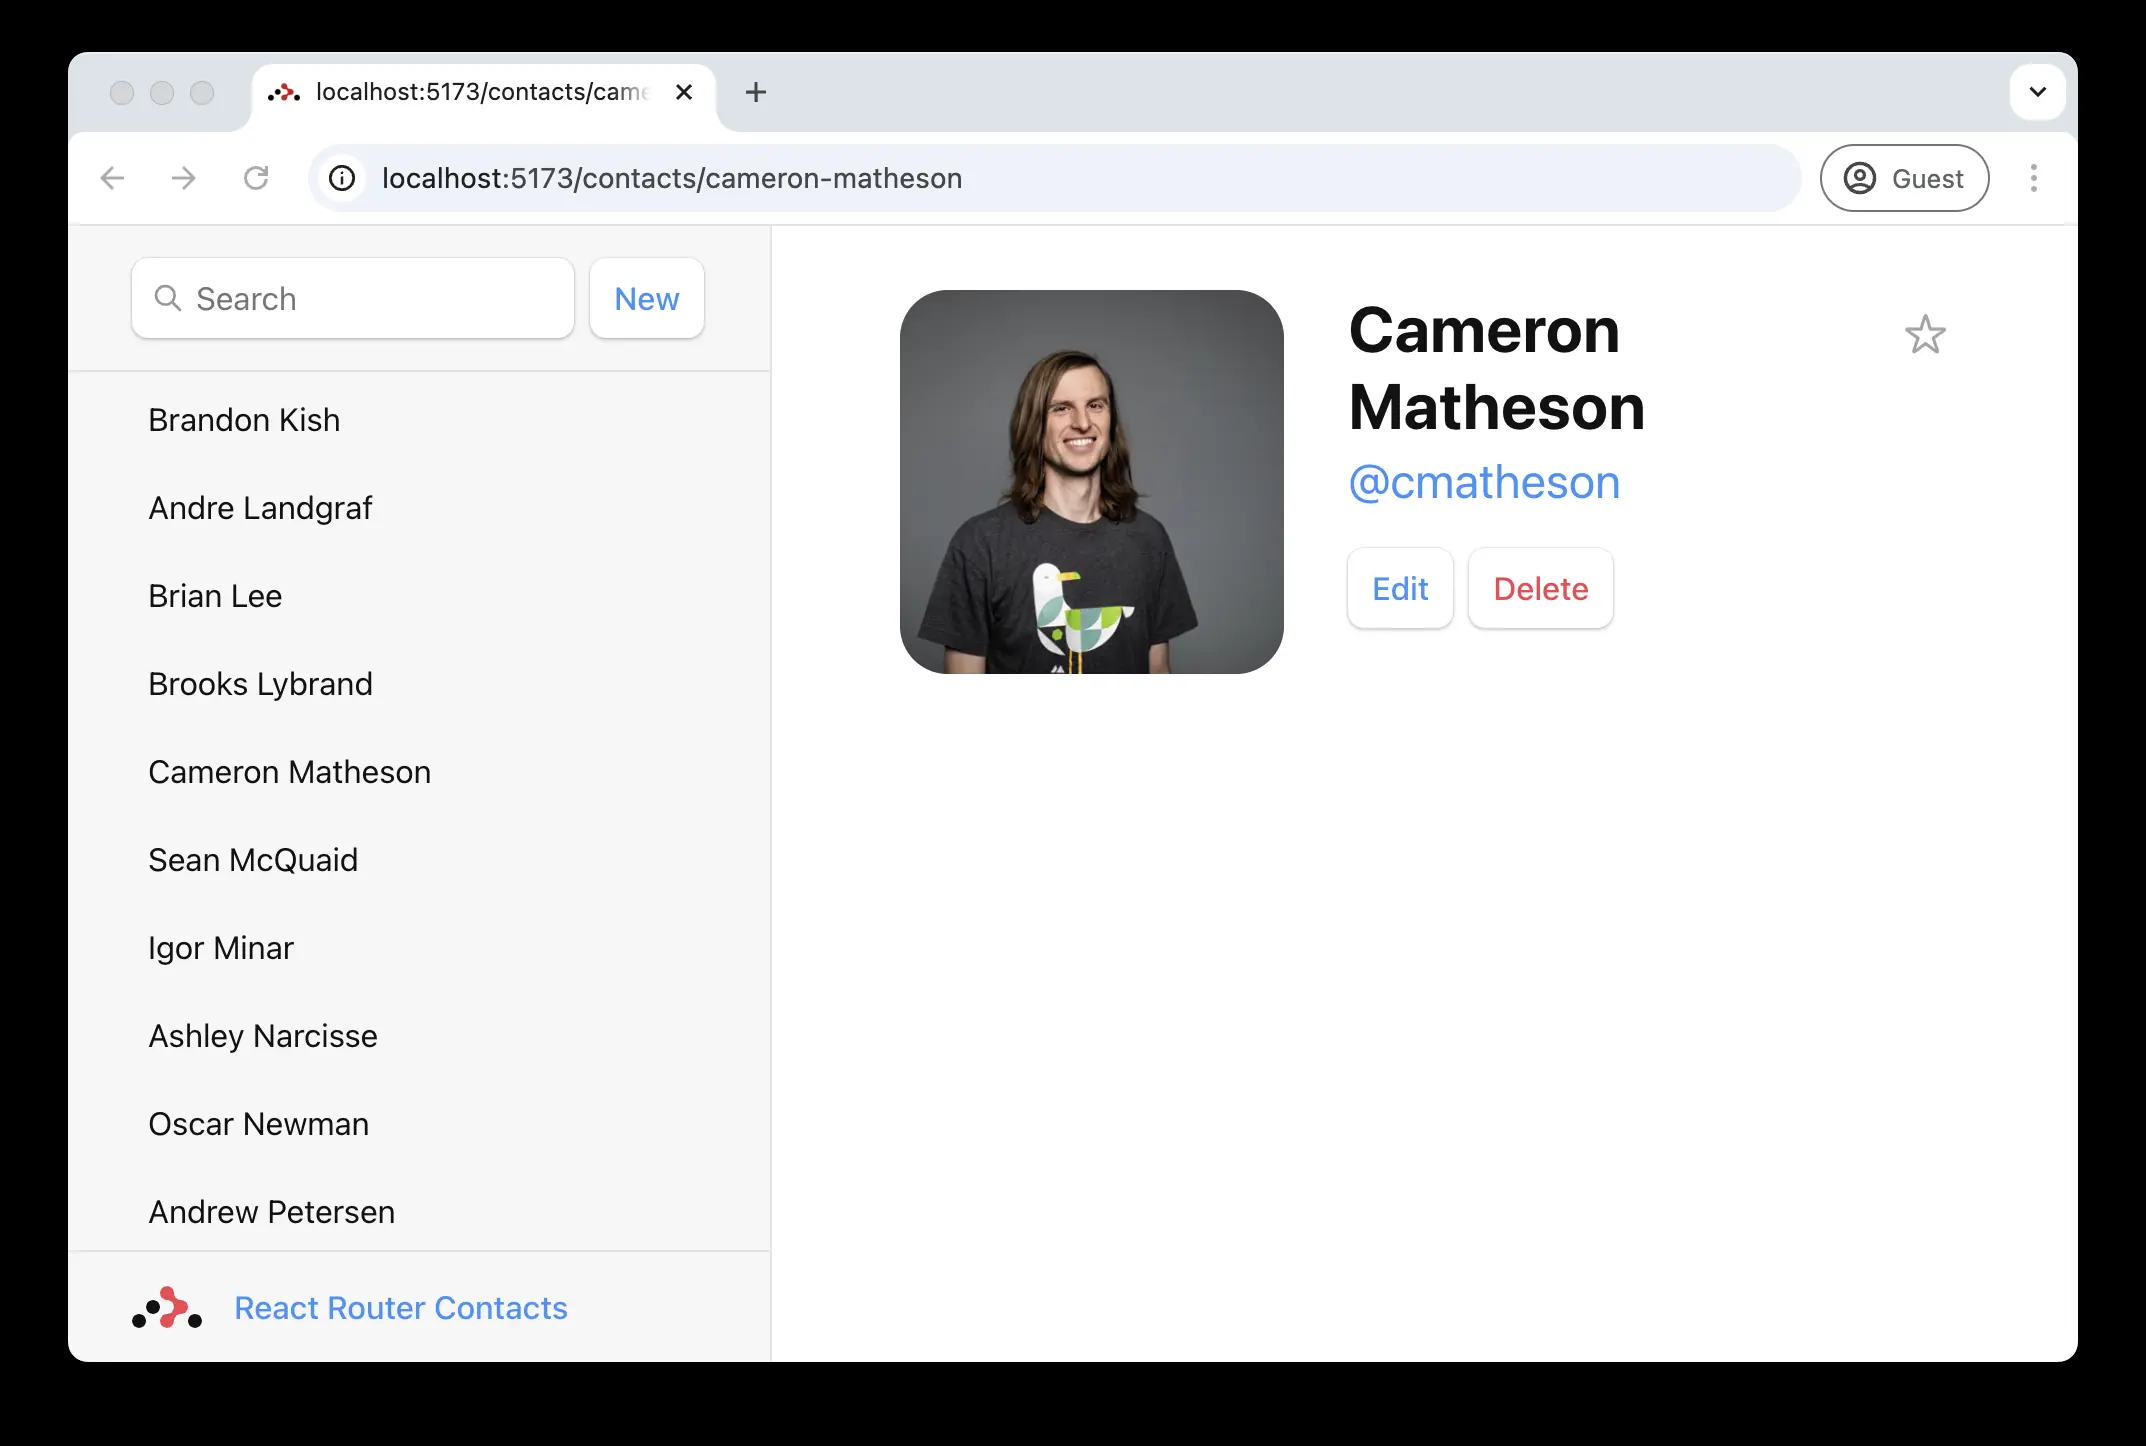 localhost:5173/contacts/came
localhost:5173/contacts/cameron-matheson
Guest
Search
New
Brandon Kish
Andre Landgraf
Brian Lee
Brooks Lybrand
Cameron Matheson
Sean McQuaid
Igor Minar
Ashley Narcisse
Oscar Newman
Andrew Petersen
React Router Contacts
Cameron
Matheson
@cmatheson
Edit
Delete